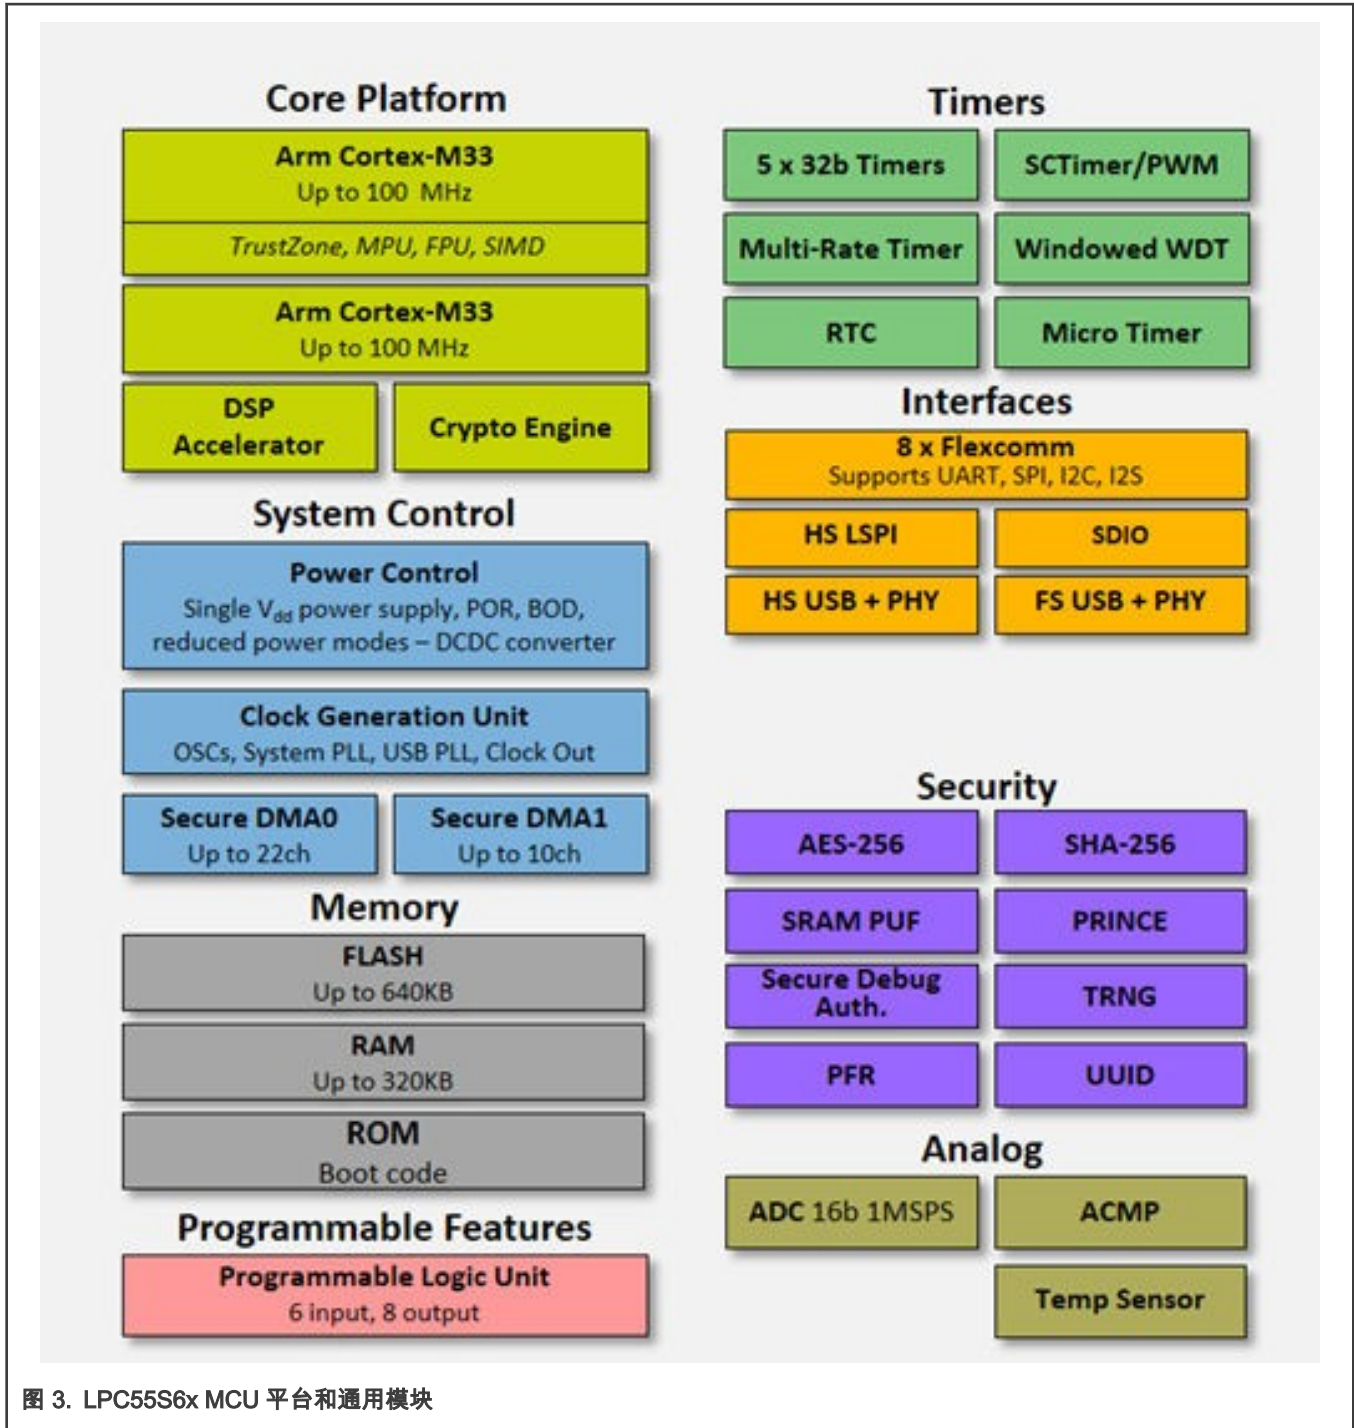 Core Platform
Arm Cortex-M33
Up to 100 MHz
TrustZone, MPU, FPU, SIMD
Arm Cortex-M33
Up to 100 MHz
DSP
Accelerator
Crypto Engine
System Control
Power Control
Single Vdd power supply, POR, BOD,
reduced power modes – DCDC converter
Clock Generation Unit
OSCs, System PLL, USB PLL, Clock Out
Secure DMA0
Up to 22ch
Secure DMA1
Up to 10ch
Memory
FLASH
Up to 640KB
RAM
Up to 320KB
ROM
Boot code
Programmable Features
Programmable Logic Unit
6 input, 8 output
Timers
5 x 32b Timers
SCTimer/PWM
Multi-Rate Timer
Windowed WDT
RTC
Micro Timer
Interfaces
8 x Flexcomm
Supports UART, SPI, I2C, I2S
HS LSPI
SDIO
HS USB + PHY
FS USB + PHY
Security
AES-256
SHA-256
SRAM PUF
PRINCE
Secure Debug
Auth.
TRNG
PFR
UUID
Analog
ADC 16b 1MSPS
ACMP
Temp Sensor
图 3. LPC55S6x MCU 平台和通用模块